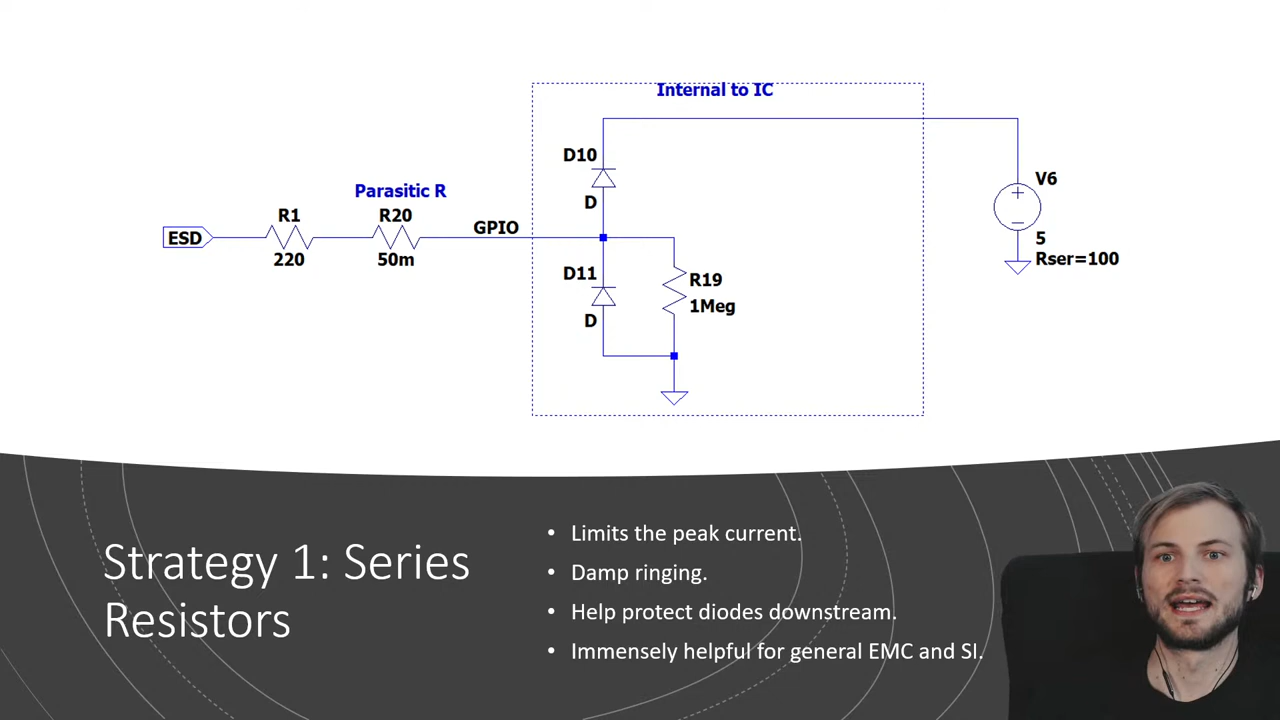 Internal to IC
D10
D
V6
5
Rser=100
Parasitic R
R1
220
R20
50m
ESD
GPIO
D11
D
R19
1Meg
Strategy 1: Series
Resistors
• Limits the peak current.
• Damp ringing.
• Help protect diodes downstream.
• Immensely helpful for general EMC and SI.